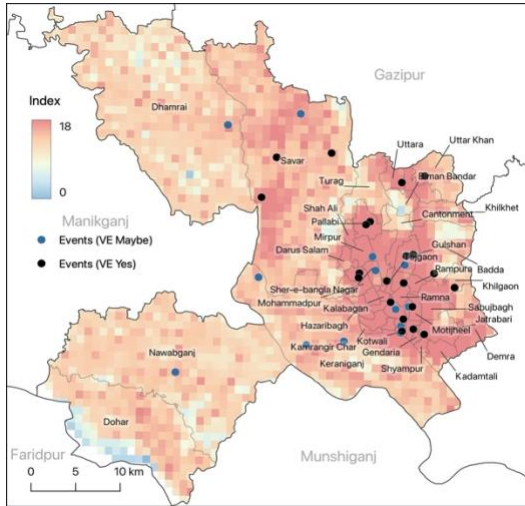 Gazipur
Index
18
0
Dhamrai
Uttara
Uttar Khan
Savar
Turag
Biman Bandar
Manikganj
Shah Ali
Cantonment
Khilkhet
Events (VE Maybe)
Pallabi
Mirpur
Gulshan
Events (VE Yes)
Darus Salam
Tejgaon
Rampura
Badda
Sher-e-bangla Nagar
Khilgaon
Mohammadpur
Kalabagan
Ramna
Sabujbagh
Jatrabari
Hazaribagh
Motijheel
Kotwali
Nawabganj
Kamrangir Char
Gendaria
Demra
Keraniganj
Shyampur
Kadamtali
Dohar
Faridpur
Munshiganj
0 5 10 km